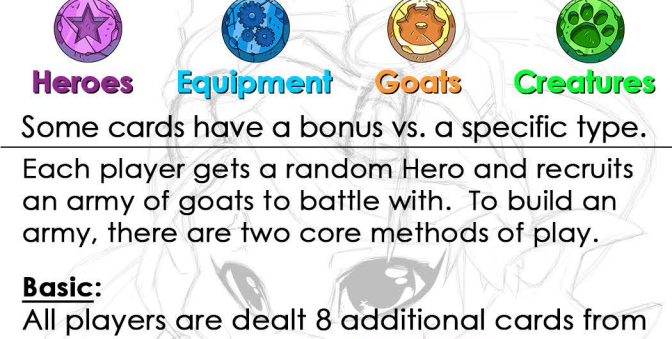 Heroes Equipment Goats Creatures
Some cards have a bonus vs. a specific type.
Each player gets a random Hero and recruits
an army of goats to battle with.  To build an
army, there are two core methods of play.
Basic:
All players are dealt 8 additional cards from